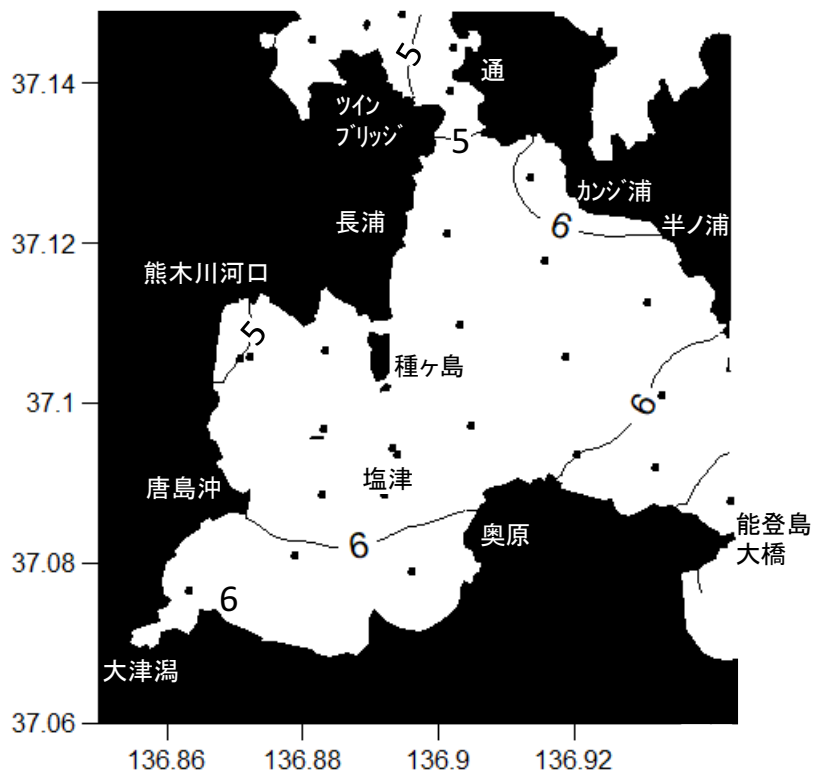 5
通
37.14
ﾂｲﾝ
ﾌﾞﾘｯｼﾞ
5
ｶﾝｼﾞ浦
長浦
6
半ノ浦
37.12
熊木川河口
5
種ヶ島
37.1
6
塩津
唐島沖
能登島
大橋
奥原
6
37.08
6
大津潟
37.06
136.86
136.88
136.9
136.92